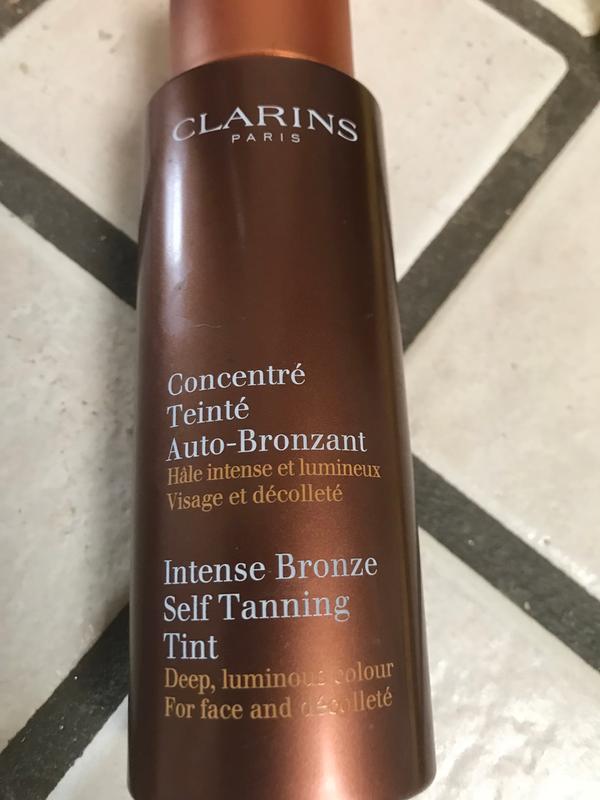 CLARINS
PARIS
Concentré
Teinté
Auto-Bronzant
Hâle intense et lumineux
Visage et décolleté
Intense Bronze
Self Tanning
Tint
Deep, luminous colour
For face and décolleté